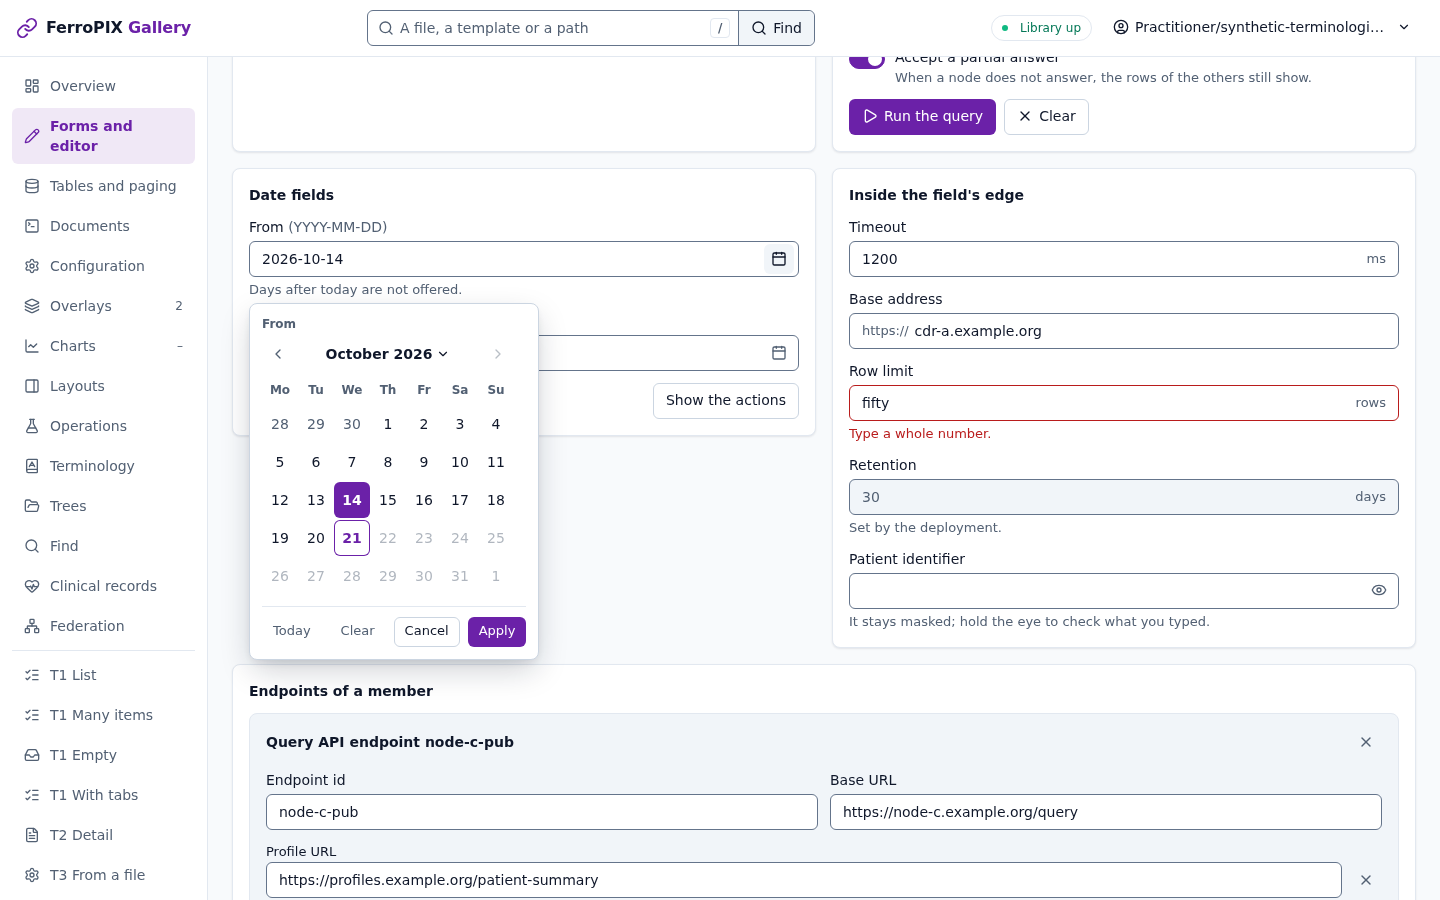 FerroPIX Gallery
A file, a template or a path
/
Find
Library up
Practitioner/synthetic-terminologi…
Overview
Forms and editor
Tables and paging
Documents
Configuration
Overlays 2
Charts –
Layouts
Operations
Terminology
Trees
Find
Clinical records
Federation
T1 List
T1 Many items
T1 Empty
T1 With tabs
T2 Detail
T3 From a file
Accept a partial answer
When a node does not answer, the rows of the others still show.
Run the query
Clear
Date fields
From (YYYY-MM-DD)
2026-10-14
Days after today are not offered.
From
October 2026
Mo Tu We Th Fr Sa Su
28 29 30 1 2 3 4
5 6 7 8 9 10 11
12 13 14 15 16 17 18
19 20 21 22 23 24 25
26 27 28 29 30 31 1
Today Clear Cancel Apply
Show the actions
Inside the field's edge
Timeout
1200 ms
Base address
https:// cdr-a.example.org
Row limit
fifty rows
Type a whole number.
Retention
30 days
Set by the deployment.
Patient identifier
It stays masked; hold the eye to check what you typed.
Endpoints of a member
Query API endpoint node-c-pub
Endpoint id
node-c-pub
Base URL
https://node-c.example.org/query
Profile URL
https://profiles.example.org/patient-summary